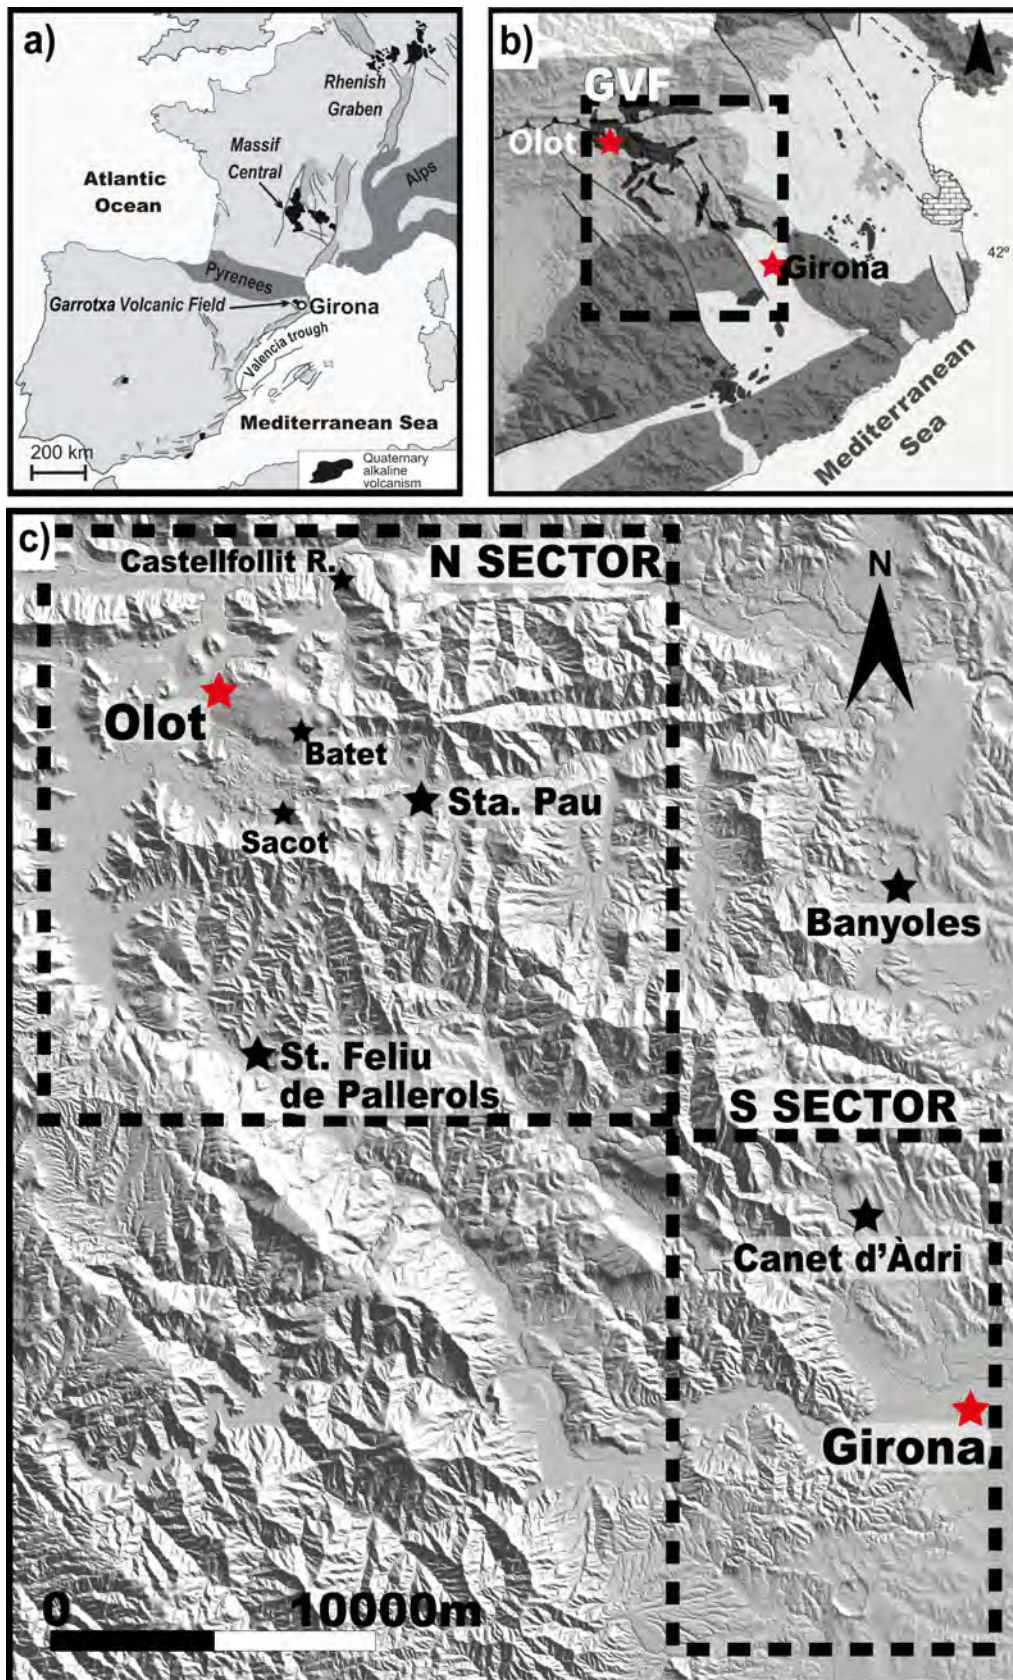 a)
Rhenish
Graben
Massif
Central
Atlantic
Ocean
Alps
Pyrenees
Garrotxa Volcanic Field
Girona
Valencia trough
Mediterranean Sea
200 km
Quaternary
alkaline
volcanism
b)
GVF
Olot
42º
Girona
Mediterranean
Sea
c)
Castellfollit R.
N SECTOR
N
Olot
Batet
Sta. Pau
Sacot
Banyoles
St. Feliu
de Pallerols
S SECTOR
Canet d'Àdri
Girona
0 10000m